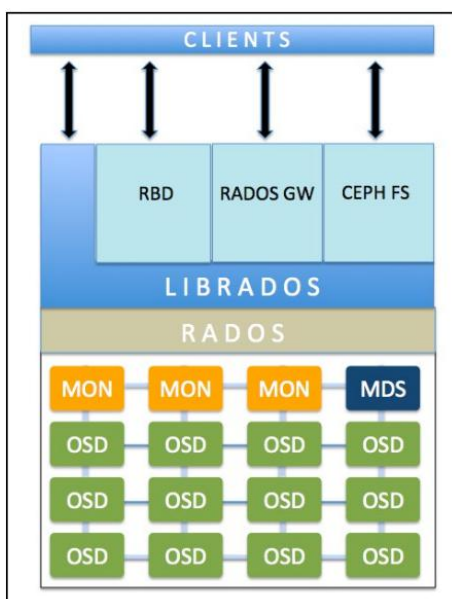 CLIENTS
RBD RADOS GW CEPH FS
LIBRADOS
RADOS
MON MON MON MDS
OSD OSD OSD OSD
OSD OSD OSD OSD
OSD OSD OSD OSD